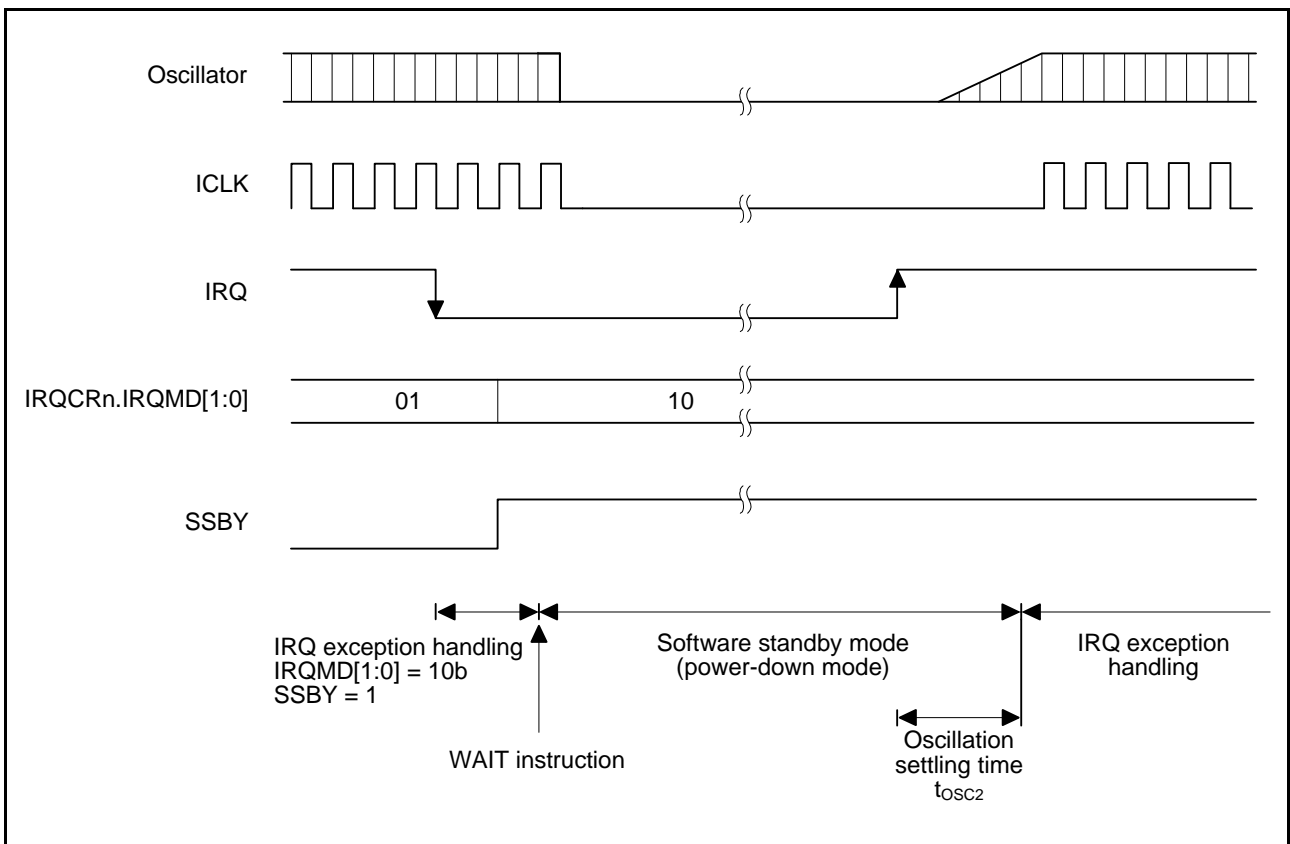 Oscillator
ICLK
IRQ
IRQCRn.IRQMD[1:0]
01
10
SSBY
IRQ exception handling
IRQMD[1:0] = 10b
SSBY = 1
WAIT instruction
Software standby mode
(power-down mode)
IRQ exception
handling
Oscillation
settling time
tOSC2